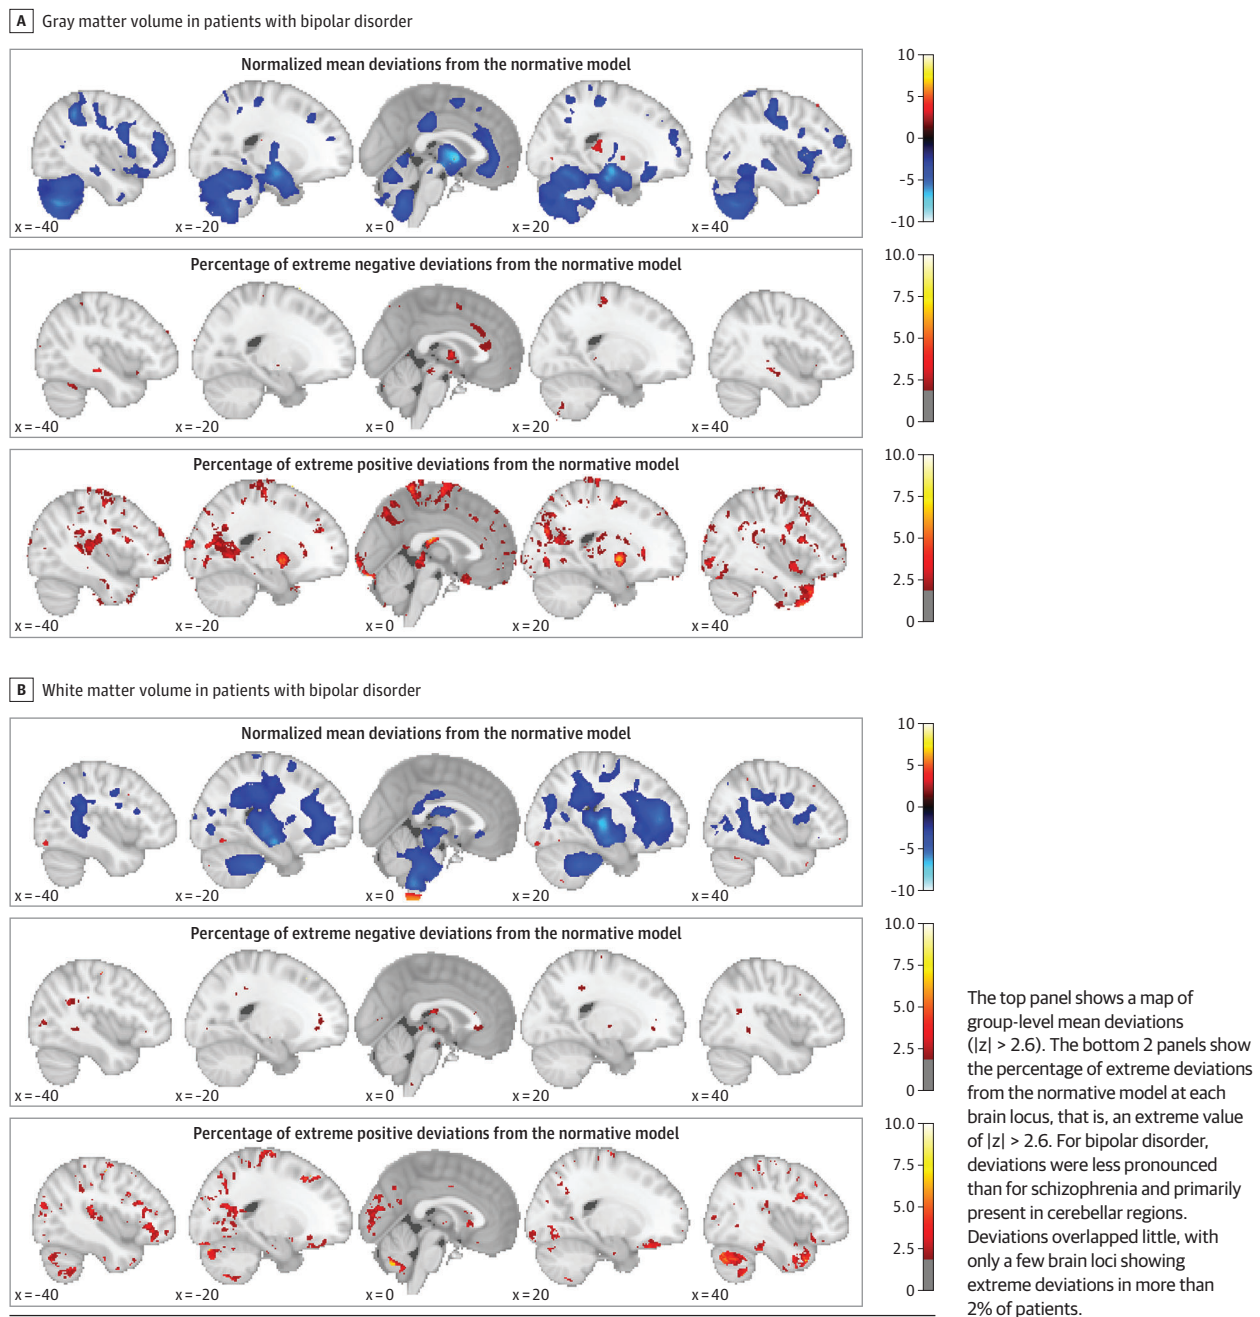 A Gray matter volume in patients with bipolar disorder
Normalized mean deviations from the normative model
x = –40
x = –20
x = 0
x = 20
x = 40
10
5
0
–5
–10
Percentage of extreme negative deviations from the normative model
x = –40
x = –20
x = 0
x = 20
x = 40
10.0
7.5
5.0
2.5
0
Percentage of extreme positive deviations from the normative model
x = –40
x = –20
x = 0
x = 20
x = 40
10.0
7.5
5.0
2.5
0
B White matter volume in patients with bipolar disorder
Normalized mean deviations from the normative model
x = –40
x = –20
x = 0
x = 20
x = 40
10
5
0
–5
–10
Percentage of extreme negative deviations from the normative model
x = –40
x = –20
x = 0
x = 20
x = 40
10.0
7.5
5.0
2.5
0
Percentage of extreme positive deviations from the normative model
x = –40
x = –20
x = 0
x = 20
x = 40
10.0
7.5
5.0
2.5
0
The top panel shows a map of
group-level mean deviations
(|z| > 2.6). The bottom 2 panels show
the percentage of extreme deviations
from the normative model at each
brain locus, that is, an extreme value
of |z| > 2.6. For bipolar disorder,
deviations were less pronounced
than for schizophrenia and primarily
present in cerebellar regions.
Deviations overlapped little, with
only a few brain loci showing
extreme deviations in more than
2% of patients.